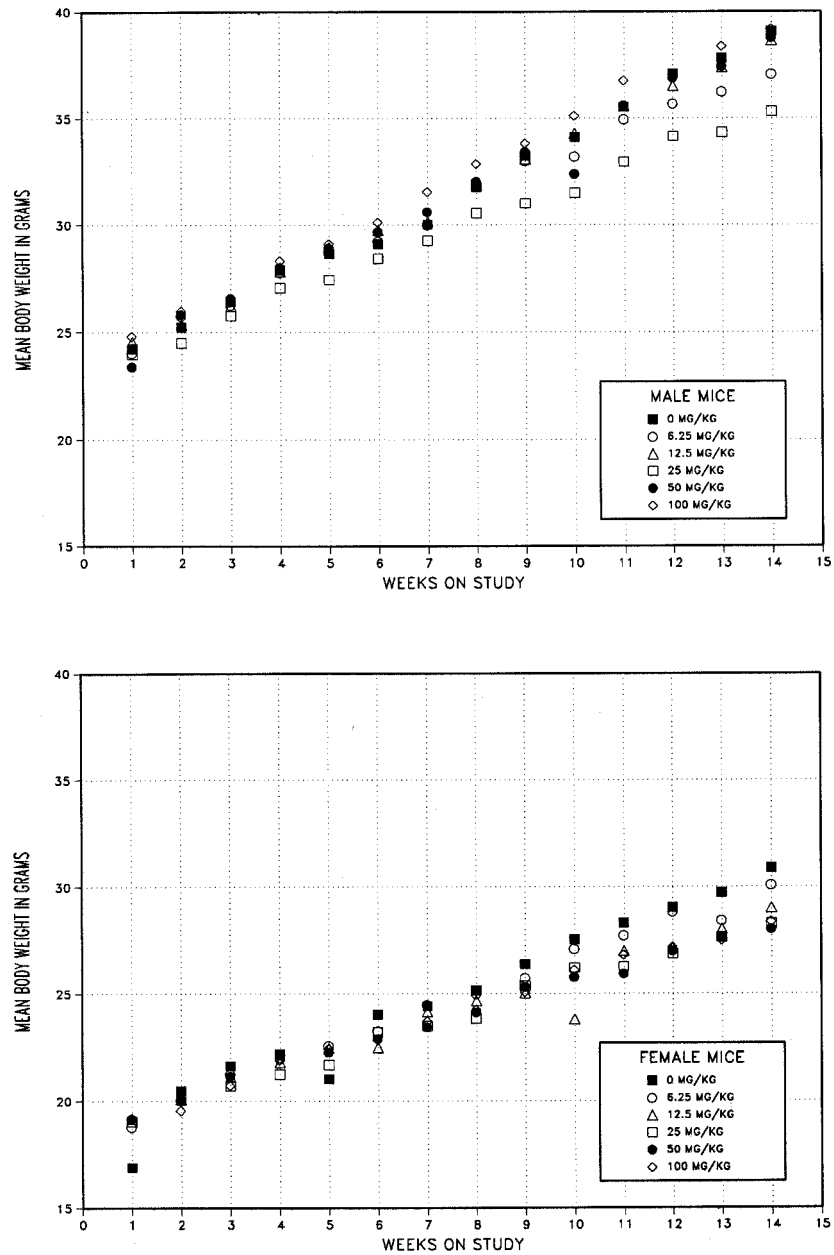 40
35
30
25
20
15
MEAN BODY WEIGHT IN GRAMS
MALE MICE
0 MG/KG
6.25 MG/KG
12.5 MG/KG
25 MG/KG
50 MG/KG
100 MG/KG
0 1 2 3 4 5 6 7 8 9 10 11 12 13 14 15
WEEKS ON STUDY
40
35
30
25
20
15
MEAN BODY WEIGHT IN GRAMS
FEMALE MICE
0 MG/KG
6.25 MG/KG
12.5 MG/KG
25 MG/KG
50 MG/KG
100 MG/KG
0 1 2 3 4 5 6 7 8 9 10 11 12 13 14 15
WEEKS ON STUDY